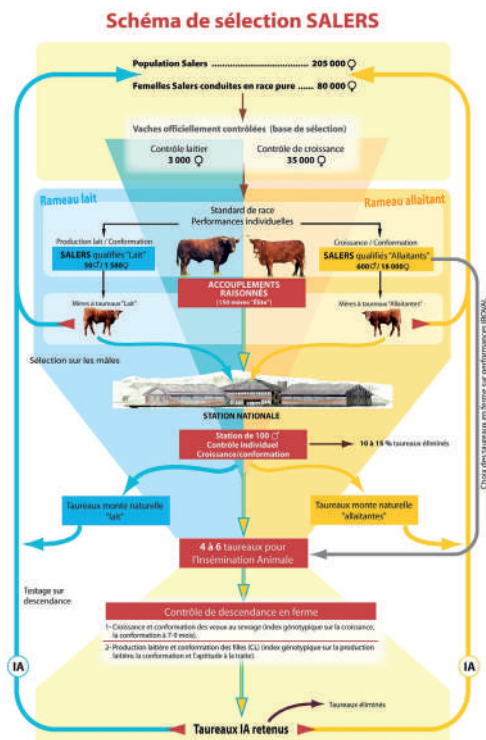 Schéma de sélection SALERS
Population Salers ........................................ 205 000 ♀
Femelles Salers conduites en race pure ...... 80 000 ♀
Vaches officiellement contrôlées (base de sélection)
Contrôle laitier
3 000 ♀
Contrôle de croissance
35 000 ♀
Rameau lait
Rameau allaitant
Standard de race
Performances individuelles
Production lait / Conformation
SALERS qualifiés "Lait"
50♂/ 1 580♀
Croissance / Conformation
SALERS qualifiés "Allaitants"
600♂/ 18 000♀
ACCOUPLEMENTS
RAISONNÉS
(150 mères "Élite")
Mères à taureaux "Lait"
Mères à taureaux "Allaitantes"
Sélection sur les mâles
STATION NATIONALE
Station de 100 ♂
Contrôle individuel
Croissance/conformation
10 à 15 % taureaux éliminés
Choix des taureaux en ferme sur performances IBOVAL
Taureaux monte naturelle
"lait"
Taureaux monte naturelle
"allaitantes"
4 à 6 taureaux pour
l'Insémination Animale
Testage sur
descendance
Contrôle de descendance en ferme
1- Croissance et conformation des veaux au sevrage (index génotypique sur la croissance,
la conformation à 7-9 mois).
2- Production laitière et conformation des filles (CL) (index génotypique sur la production
laitière, la conformation et l'aptitude à la traite).
IA
IA
Taureaux éliminés
Taureaux IA retenus